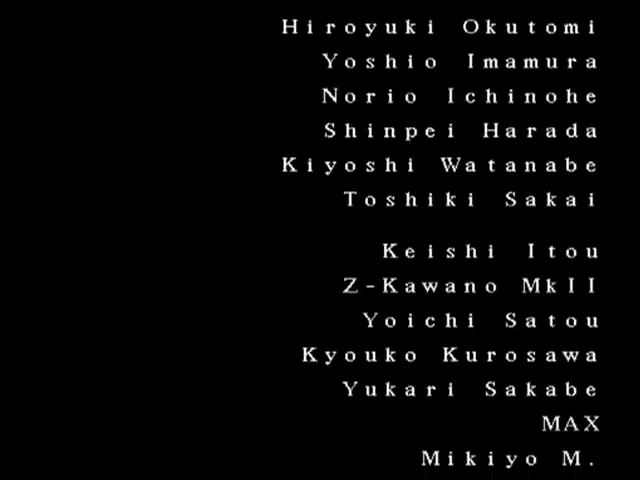 Hiroyuki Okutomi
Yoshio Imamura
Norio Ichinohe
Shinpei Harada
Kiyoshi Watanabe
Toshiki Sakai
Keishi Itou
Z-Kawano MkII
Yoichi Satou
Kyouko Kurosawa
Yukari Sakabe
MAX
Mikiyo M.